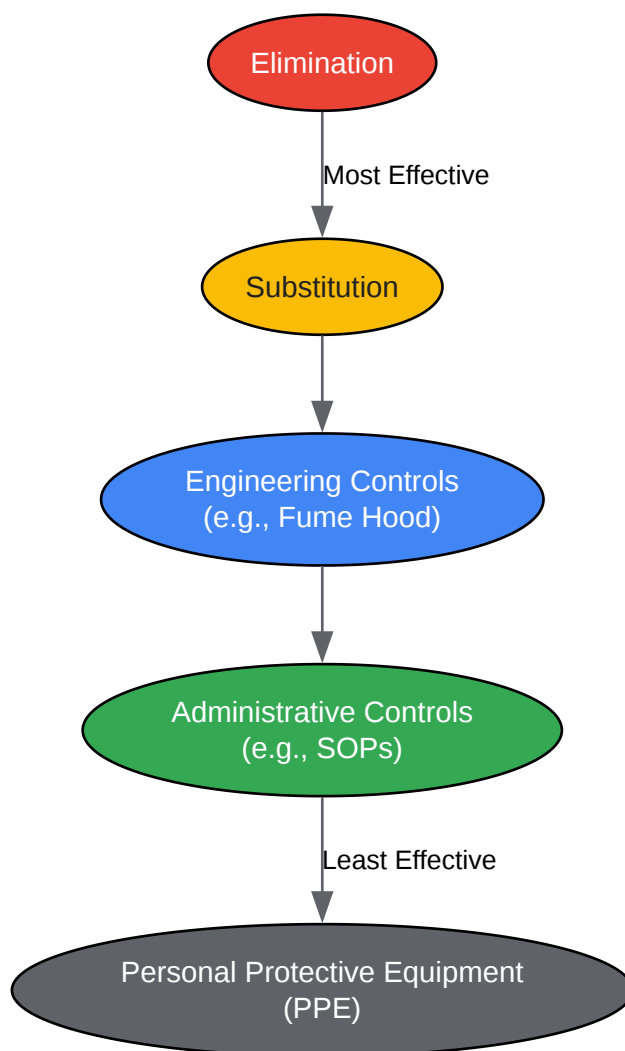 Elimination
Most Effective
Substitution
Engineering Controls
(e.g., Fume Hood)
Administrative Controls
(e.g., SOPs)
Least Effective
Personal Protective Equipment
(PPE)